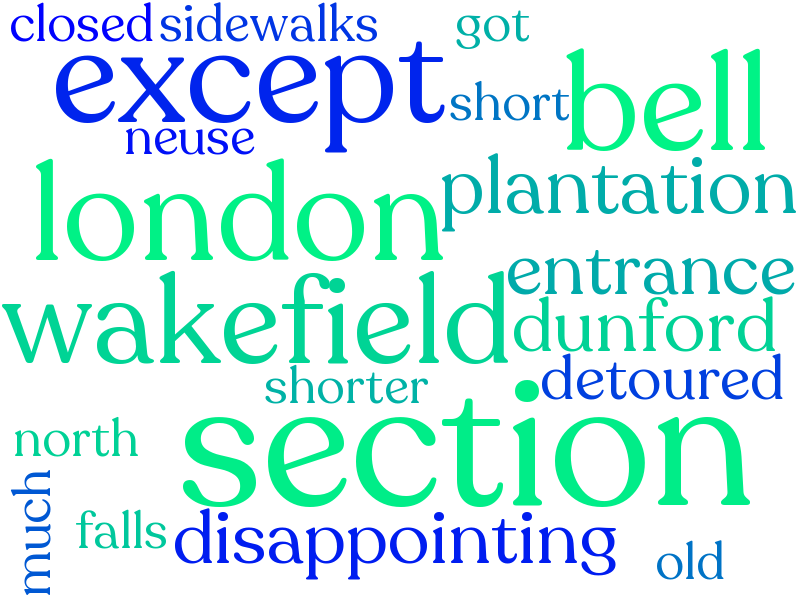 closed sidewalks got
except
short
bell
neuse
london
plantation
entrance
wakefield
dunford
detoured
shorter
section
north
much
falls
disappointing
old